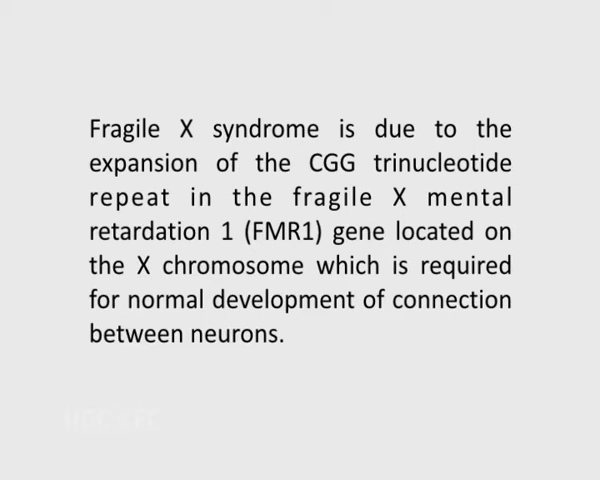 Fragile X syndrome is due to the
expansion of the CGG trinucleotide
repeat in the fragile X mental
retardation 1 (FMR1) gene located on
the X chromosome which is required
for normal development of connection
between neurons.